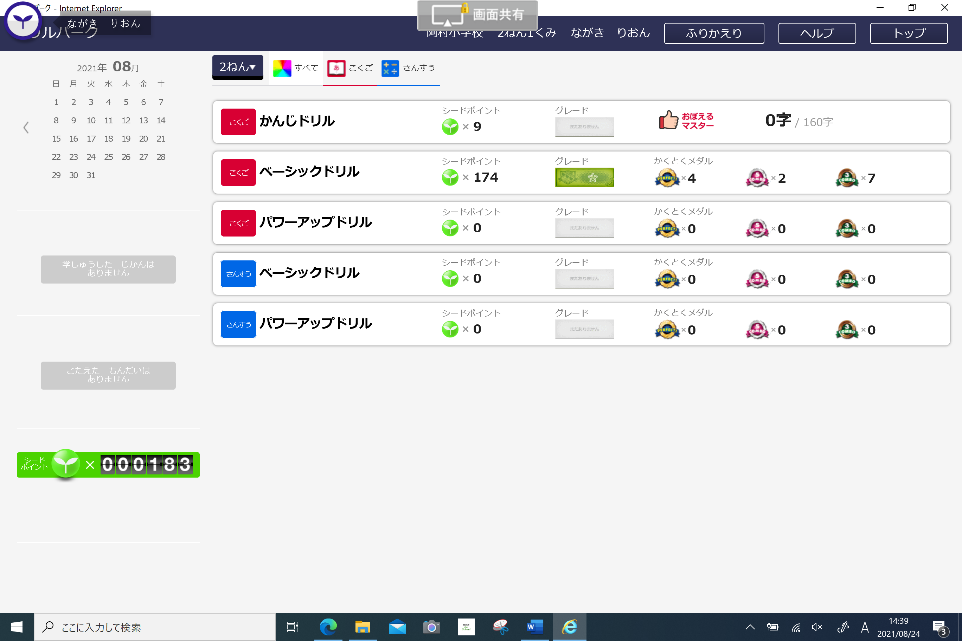 パーク - Internet Explorer
ながき りおん
画面共有
リルパーク
阿村小学校 2ねん1くみ ながき りおん
ふりかえり
ヘルプ
トップ
2021年 08月
日 月 火 水 木 金 土
1 2 3 4 5 6 7
8 9 10 11 12 13 14
15 16 17 18 19 20 21
22 23 24 25 26 27 28
29 30 31
学しゅうした じかんは
ありません
こたえた もんだいは
ありません
シード
ポイント × 000183
2ねん▼ すべて あ こくご さんすう
こくご かんじドリル シードポイント × 9 グレード おぼえる マスター 0字 / 160字
こくご ベーシックドリル シードポイント × 174 グレード かくとくメダル ×4 ×2 ×7
こくご パワーアップドリル シードポイント × 0 グレード かくとくメダル ×0 ×0 ×0
さんすう ベーシックドリル シードポイント × 0 グレード かくとくメダル ×0 ×0 ×0
さんすう パワーアップドリル シードポイント × 0 グレード かくとくメダル ×0 ×0 ×0
ここに入力して検索
A
14:39
2021/08/24
3